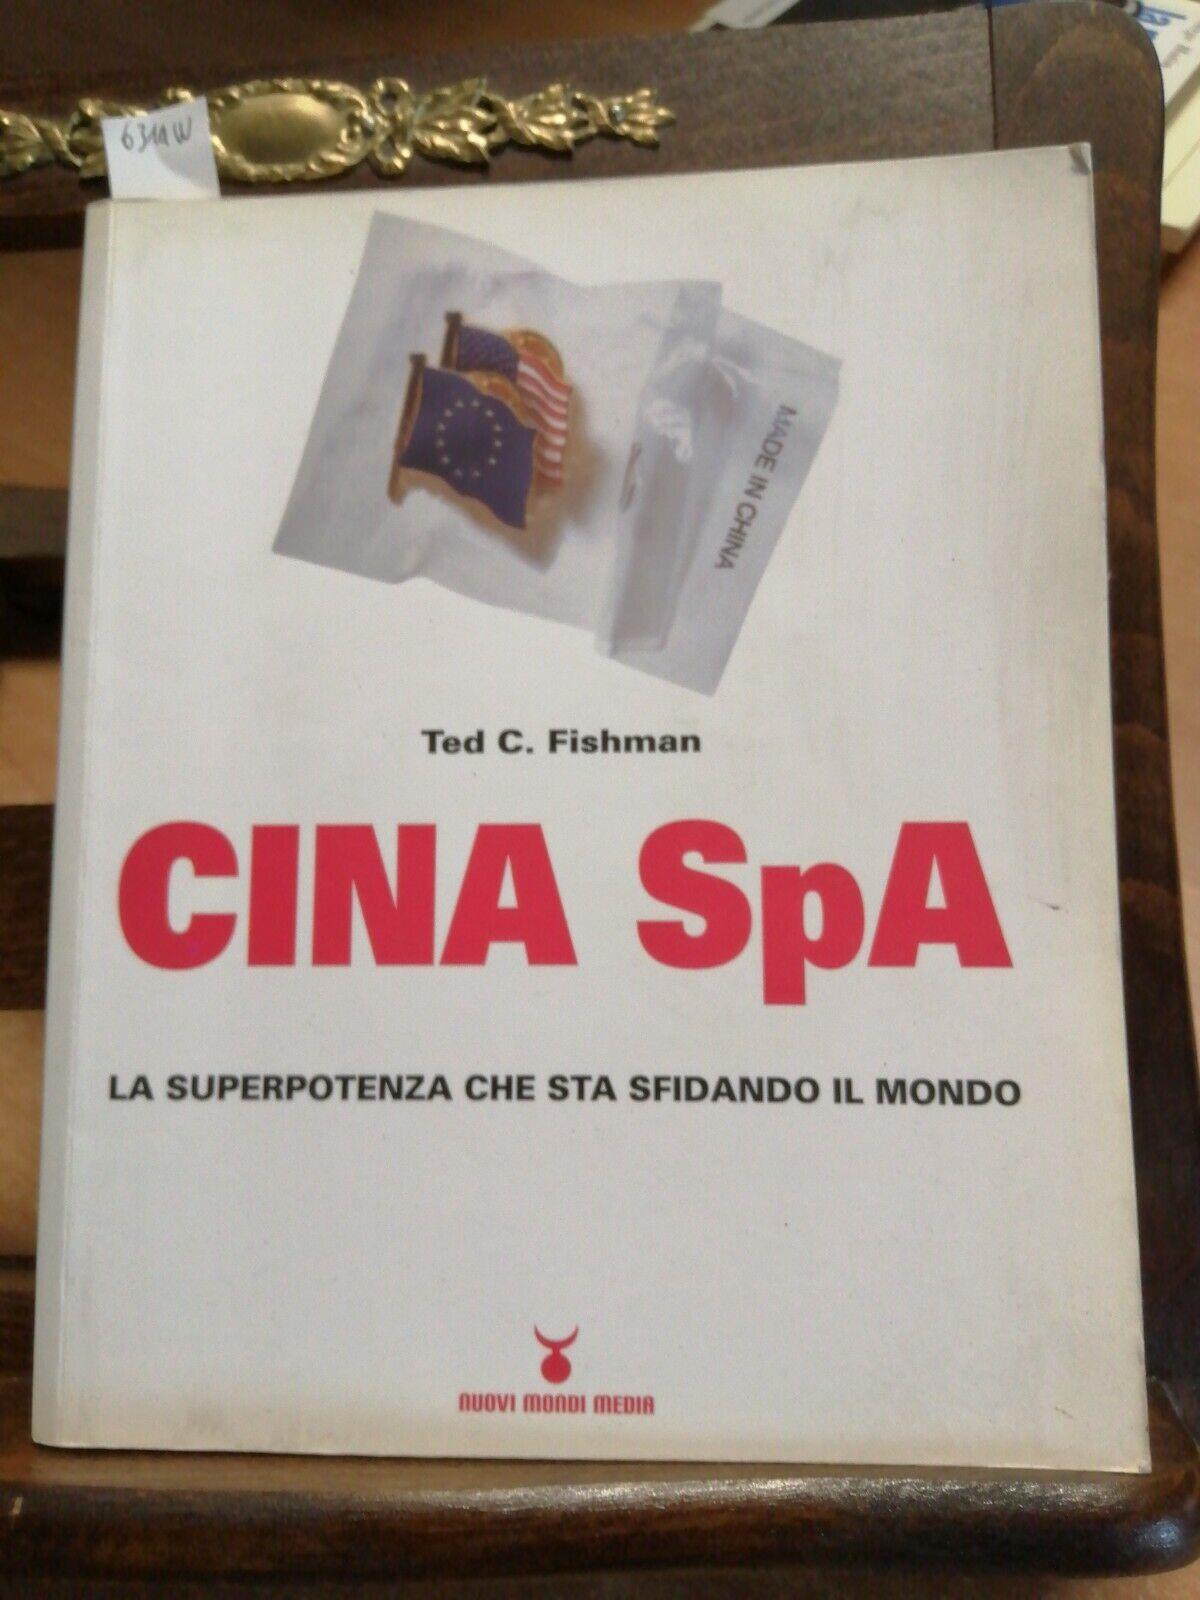 6311W
MADE IN CHINA
Ted C. Fishman
CINA SpA
LA SUPERPOTENZA CHE STA SFIDANDO IL MONDO
NUOVI MONDI MEDIA